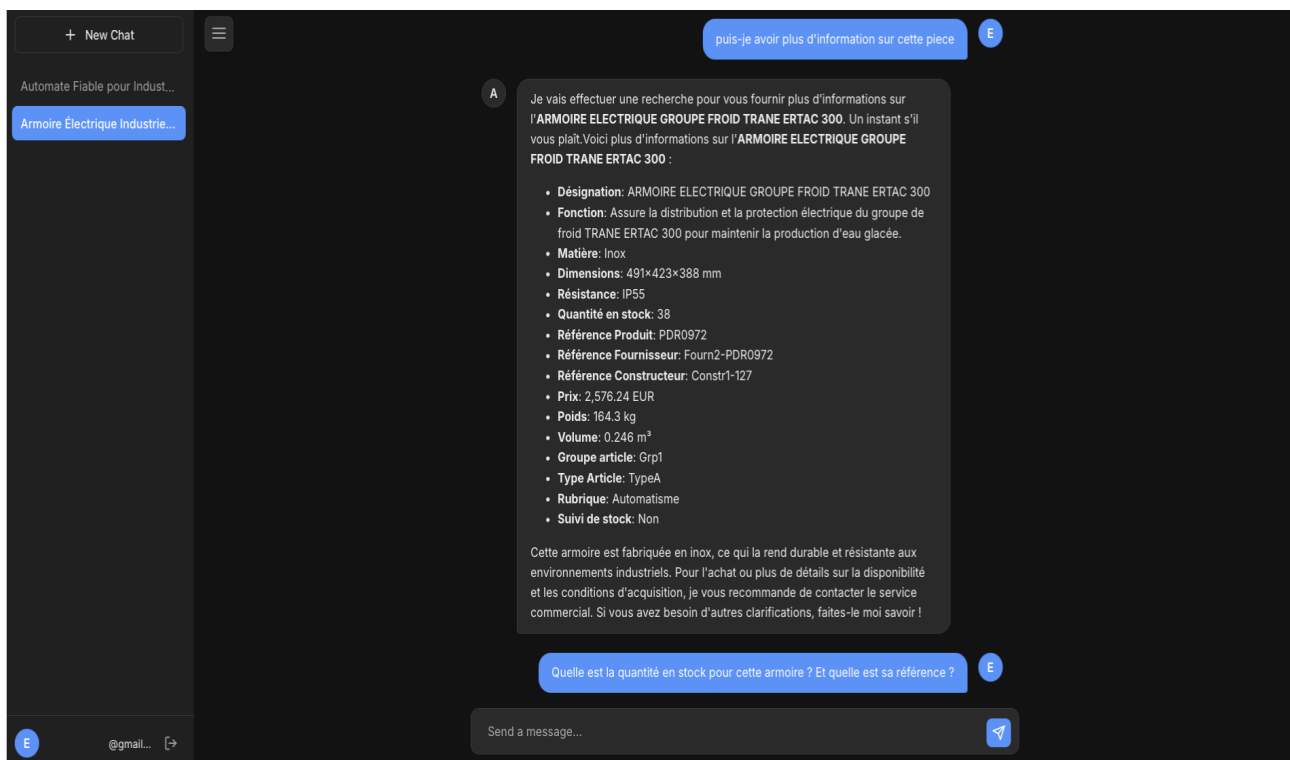 + New Chat
Automate Fiable pour Indust...
Armoire Électrique Industrie...
puis-je avoir plus d'information sur cette piece
E
A
Je vais effectuer une recherche pour vous fournir plus d'informations sur
l'ARMOIRE ELECTRIQUE GROUPE FROID TRANE ERTAC 300. Un instant s'il
vous plaît.Voici plus d'informations sur l'ARMOIRE ELECTRIQUE GROUPE
FROID TRANE ERTAC 300 :
• Désignation: ARMOIRE ELECTRIQUE GROUPE FROID TRANE ERTAC 300
• Fonction: Assure la distribution et la protection électrique du groupe de
froid TRANE ERTAC 300 pour maintenir la production d'eau glacée.
• Matière: Inox
• Dimensions: 491×423×388 mm
• Résistance: IP55
• Quantité en stock: 38
• Référence Produit: PDR0972
• Référence Fournisseur: Fourn2-PDR0972
• Référence Constructeur: Constr1-127
• Prix: 2,576.24 EUR
• Poids: 164.3 kg
• Volume: 0.246 m³
• Groupe article: Grp1
• Type Article: TypeA
• Rubrique: Automatisme
• Suivi de stock: Non
Cette armoire est fabriquée en inox, ce qui la rend durable et résistante aux
environnements industriels. Pour l'achat ou plus de détails sur la disponibilité
et les conditions d'acquisition, je vous recommande de contacter le service
commercial. Si vous avez besoin d'autres clarifications, faites-le moi savoir !
Quelle est la quantité en stock pour cette armoire ? Et quelle est sa référence ?
E
Send a message...
E
@gmail...